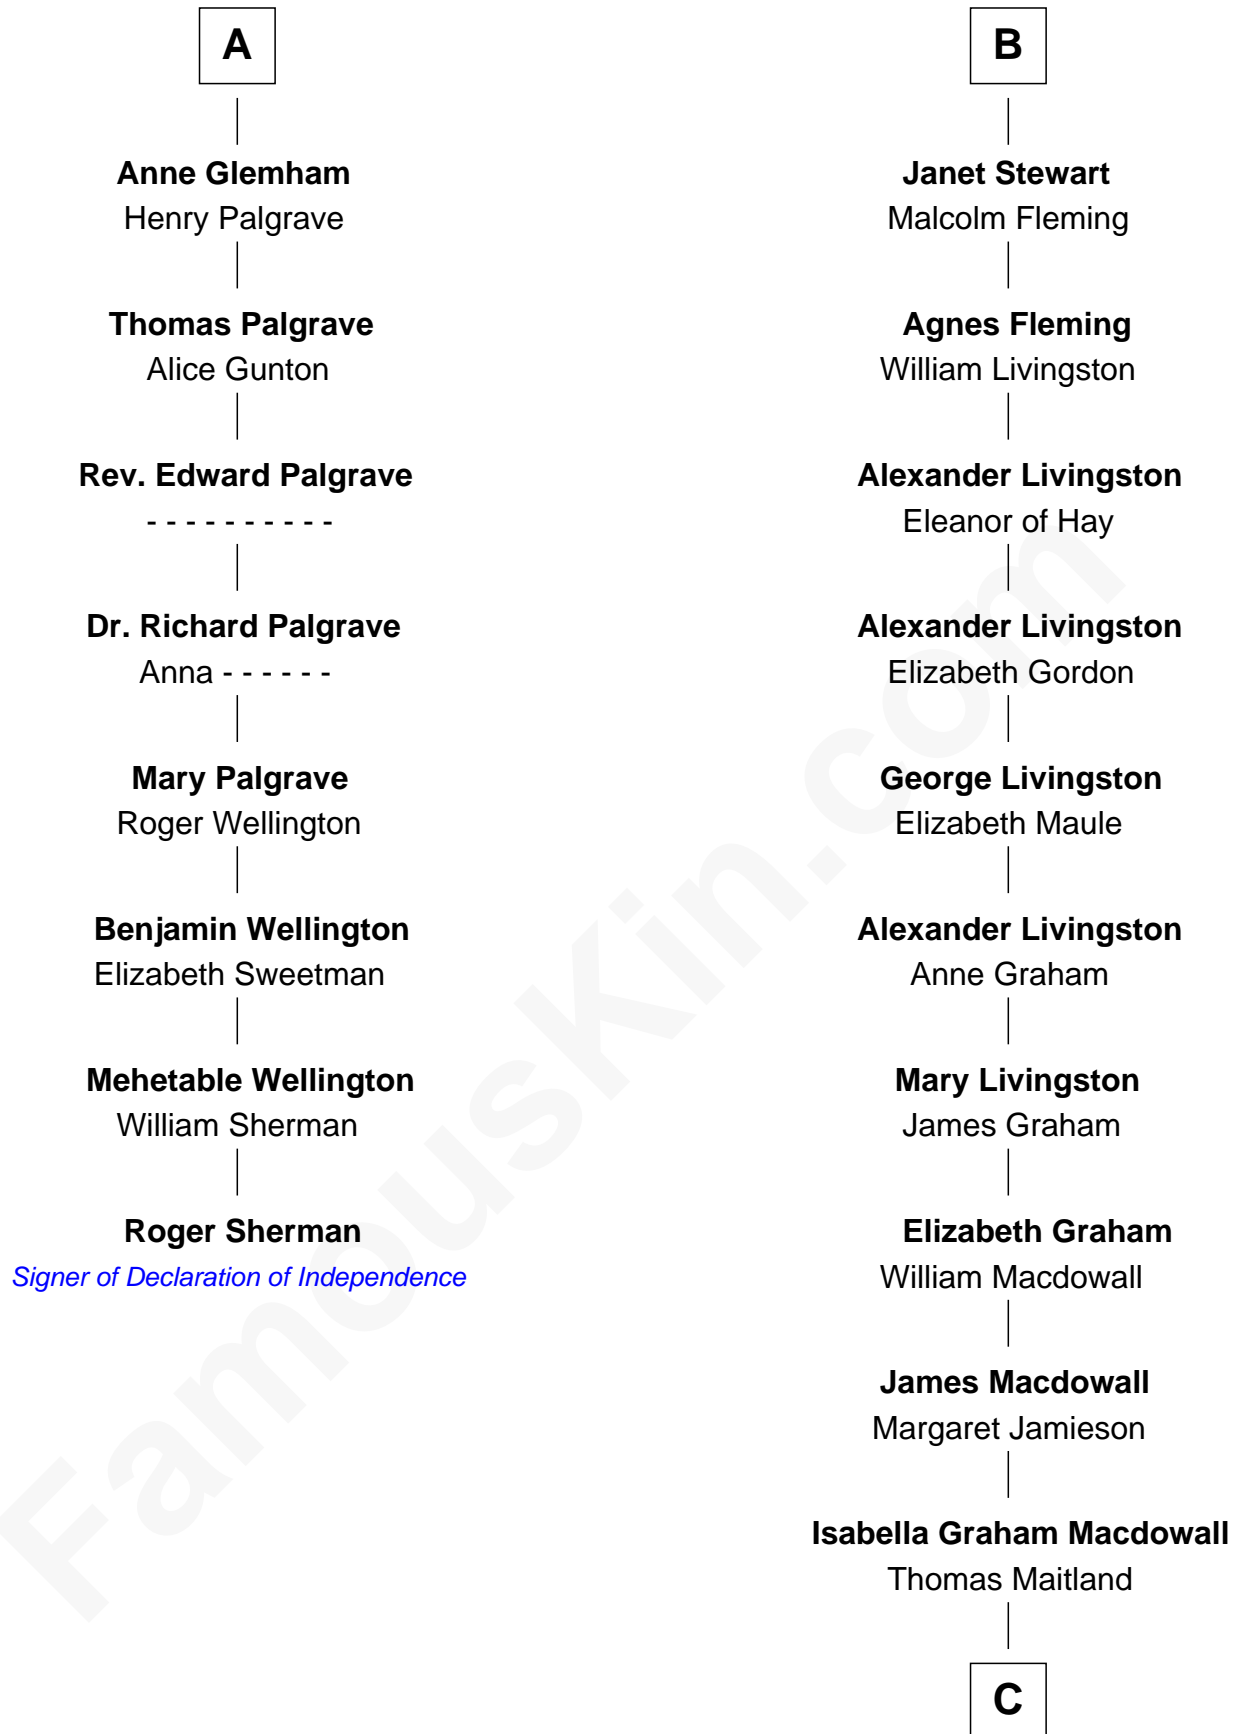 A
Anne Glemham
Henry Palgrave
Thomas Palgrave
Alice Gunton
Rev. Edward Palgrave
- - - - - - - - - -
Dr. Richard Palgrave
Anna - - - - - -
Mary Palgrave
Roger Wellington
Benjamin Wellington
Elizabeth Sweetman
Mehetable Wellington
William Sherman
Roger Sherman
Signer of Declaration of Independence
B
Janet Stewart
Malcolm Fleming
Agnes Fleming
William Livingston
Alexander Livingston
Eleanor of Hay
Alexander Livingston
Elizabeth Gordon
George Livingston
Elizabeth Maule
Alexander Livingston
Anne Graham
Mary Livingston
James Graham
Elizabeth Graham
William Macdowall
James Macdowall
Margaret Jamieson
Isabella Graham Macdowall
Thomas Maitland
C
FamousKin.com